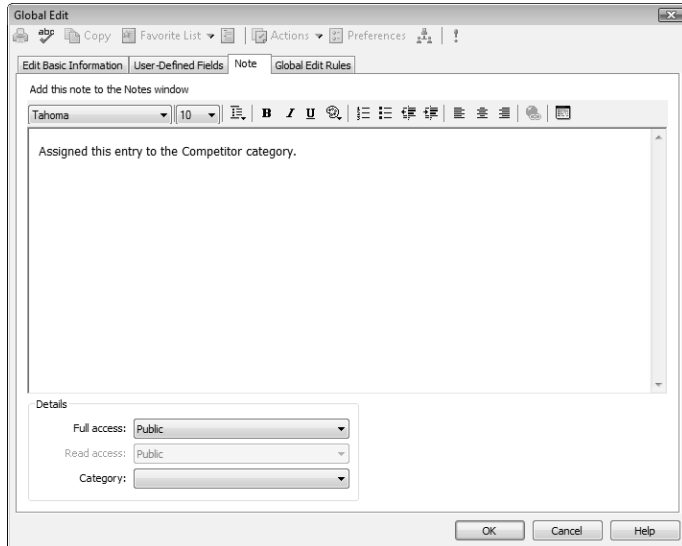 Global Edit
abc Copy Favorite List Actions Preferences !
Edit Basic Information User-Defined Fields Note Global Edit Rules
Add this note to the Notes window
Tahoma 10 B I U
Assigned this entry to the Competitor category.
Details
Full access: Public
Read access: Public
Category:
OK Cancel Help